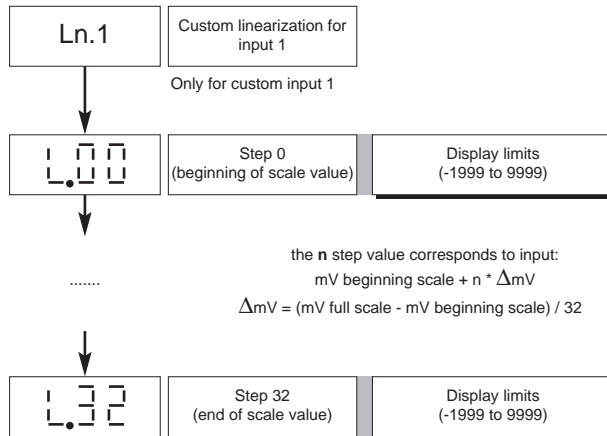 Ln.1
Custom linearization for
input 1
Only for custom input 1
L.00
Step 0
(beginning of scale value)
Display limits
(-1999 to 9999)
the n step value corresponds to input:
mV beginning scale + n * ΔmV
ΔmV = (mV full scale - mV beginning scale) / 32
.......
L.32
Step 32
(end of scale value)
Display limits
(-1999 to 9999)